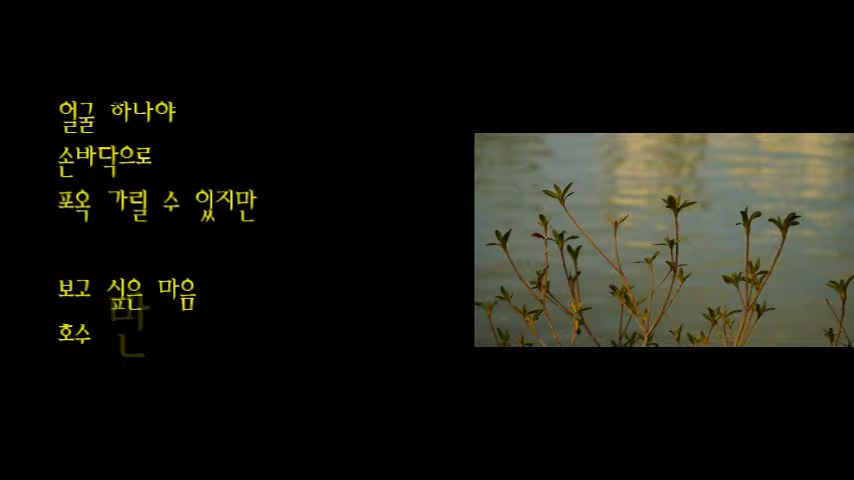 얼굴 하나야
손바닥으로
포옥 가릴 수 있지만
보고 싶은 마음
호수 만